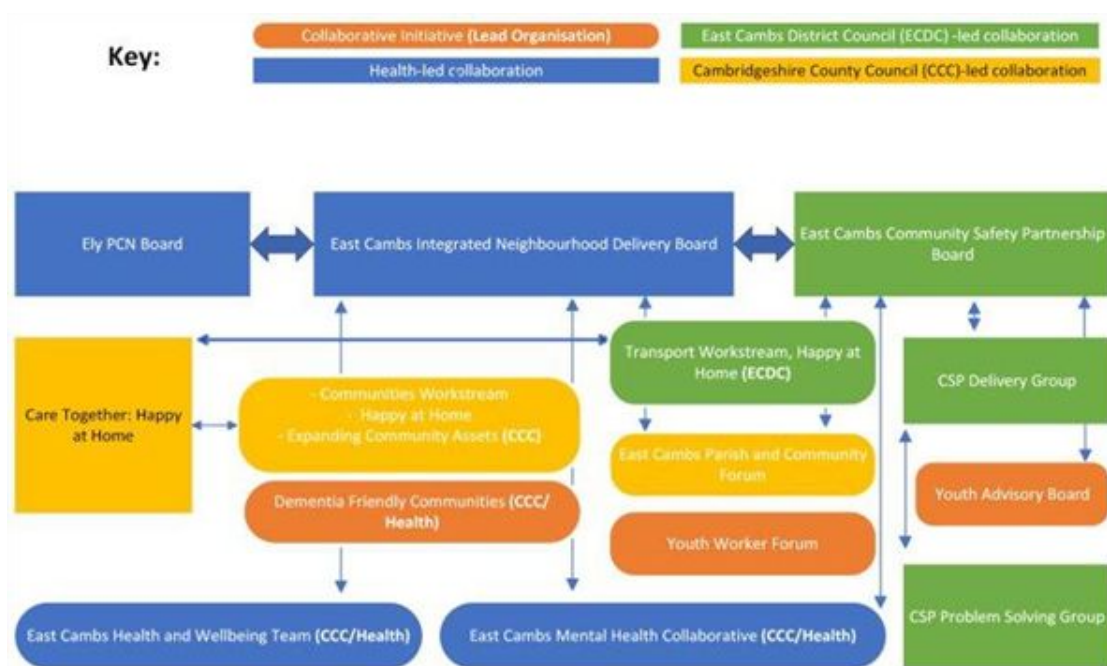 Key:
Collaborative Initiative (Lead Organisation)
East Cambs District Council (ECDC) -led collaboration
Health-led collaboration
Cambridgeshire County Council (CCC)-led collaboration
Ely PCN Board
East Cambs Integrated Neighbourhood Delivery Board
East Cambs Community Safety Partnership
Board
Care Together: Happy
at Home
- Communities Workstream
- Happy at Home
- Expanding Community Assets (CCC)
Transport Workstream, Happy at
Home (ECDC)
CSP Delivery Group
East Cambs Parish and Community
Forum
Dementia Friendly Communities (CCC/
Health)
Youth Advisory Board
Youth Worker Forum
East Cambs Health and Wellbeing Team (CCC/Health)
East Cambs Mental Health Collaborative (CCC/Health)
CSP Problem Solving Group